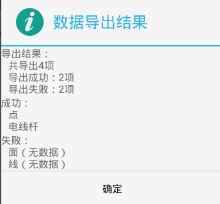 数据导出结果
导出结果：
共导出4项
导出成功：2项
导出失败：2项
成功：
点
电线杆
失败：
面（无数据）
线（无数据）
确定